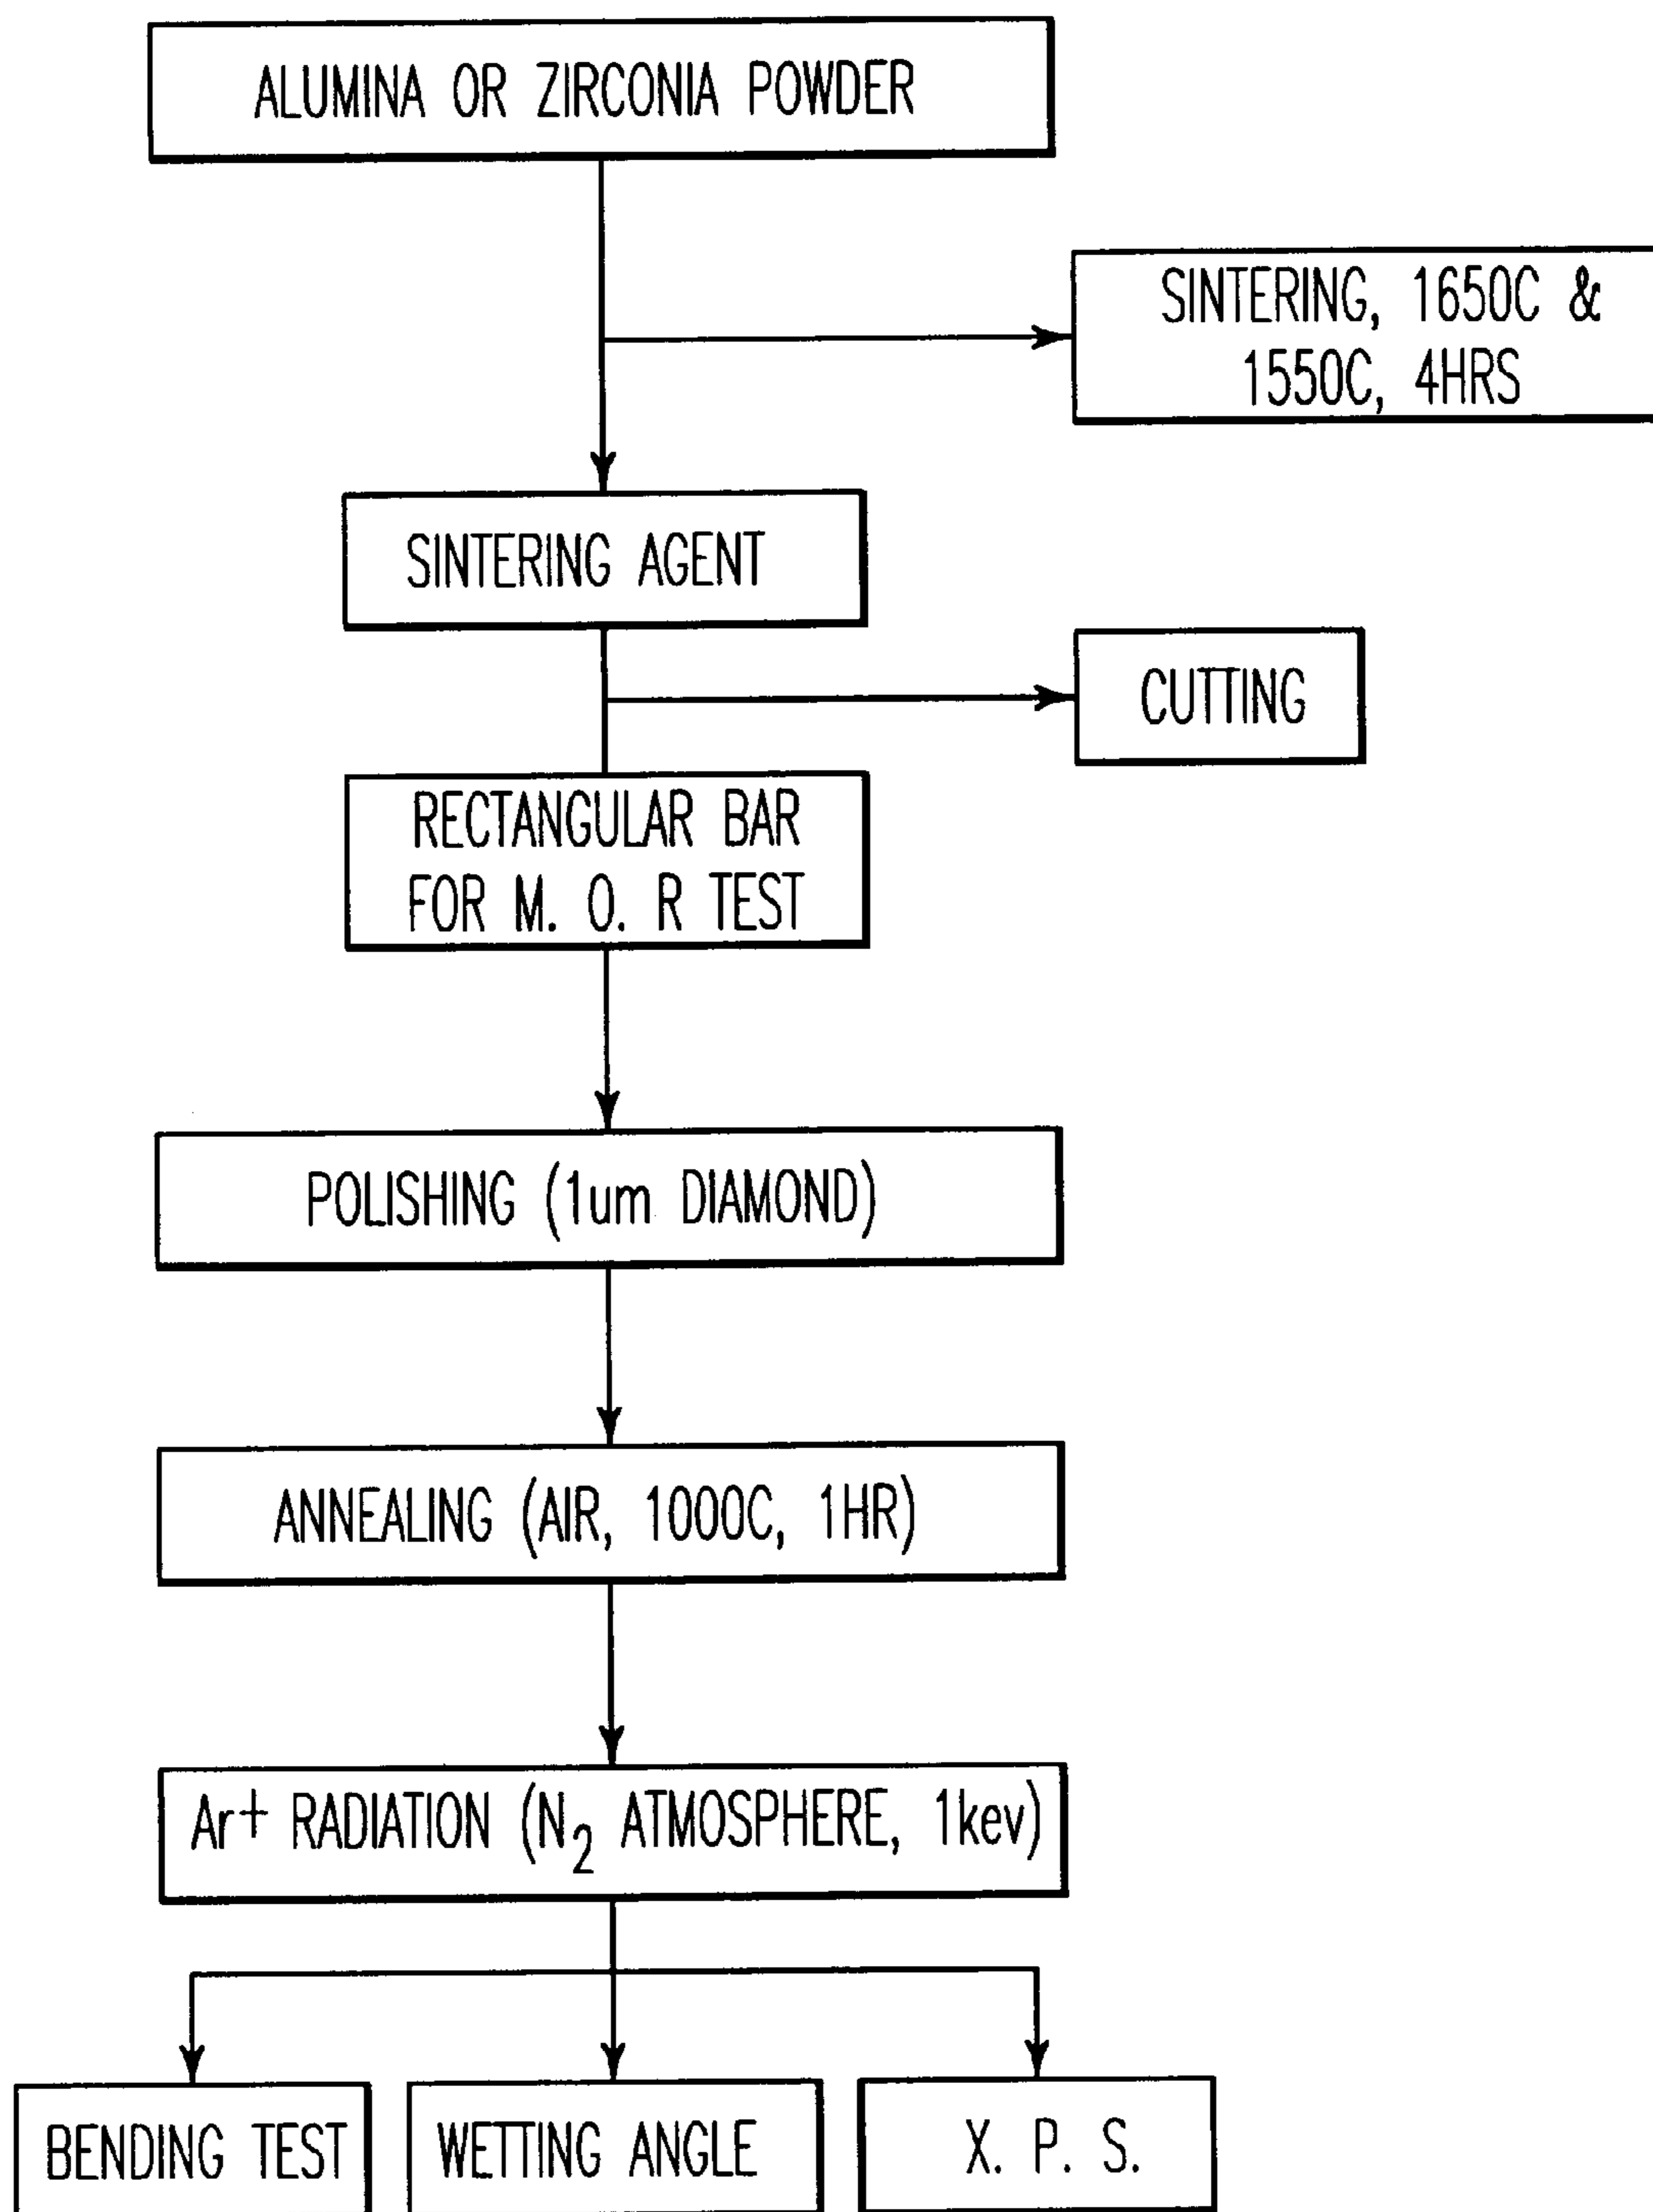 ALUMINA OR ZIRCONIA POWDER
SINTERING, 1650C &
1550C, 4HRS
SINTERING AGENT
CUTTING
RECTANGULAR BAR
FOR M. O. R TEST
POLISHING (1um DIAMOND)
ANNEALING (AIR, 1000C, 1HR)
Ar+ RADIATION (N₂ ATMOSPHERE, 1kev)
BENDING TEST
WETTING ANGLE
X. P. S.